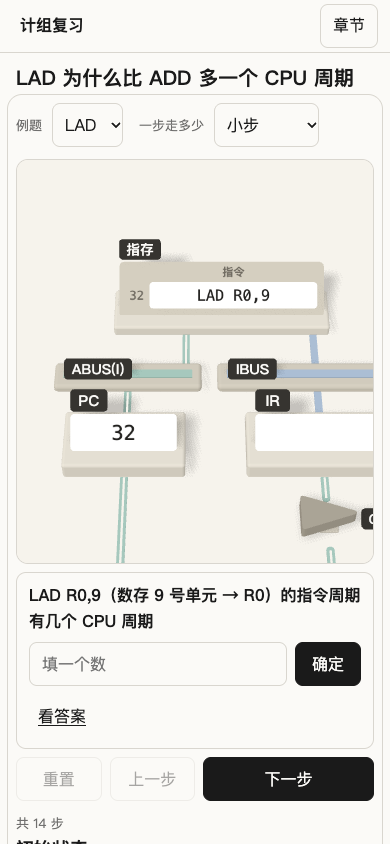 计组复习
章节
LAD 为什么比 ADD 多一个 CPU 周期
例题
LAD
一步走多少
小步
指存
指令
32
LAD R0,9
ABUS(I)
IBUS
PC
IR
32
LAD R0,9（数存 9 号单元 → R0）的指令周期
有几个 CPU 周期
填一个数
确定
看答案
重置
上一步
下一步
共 14 步